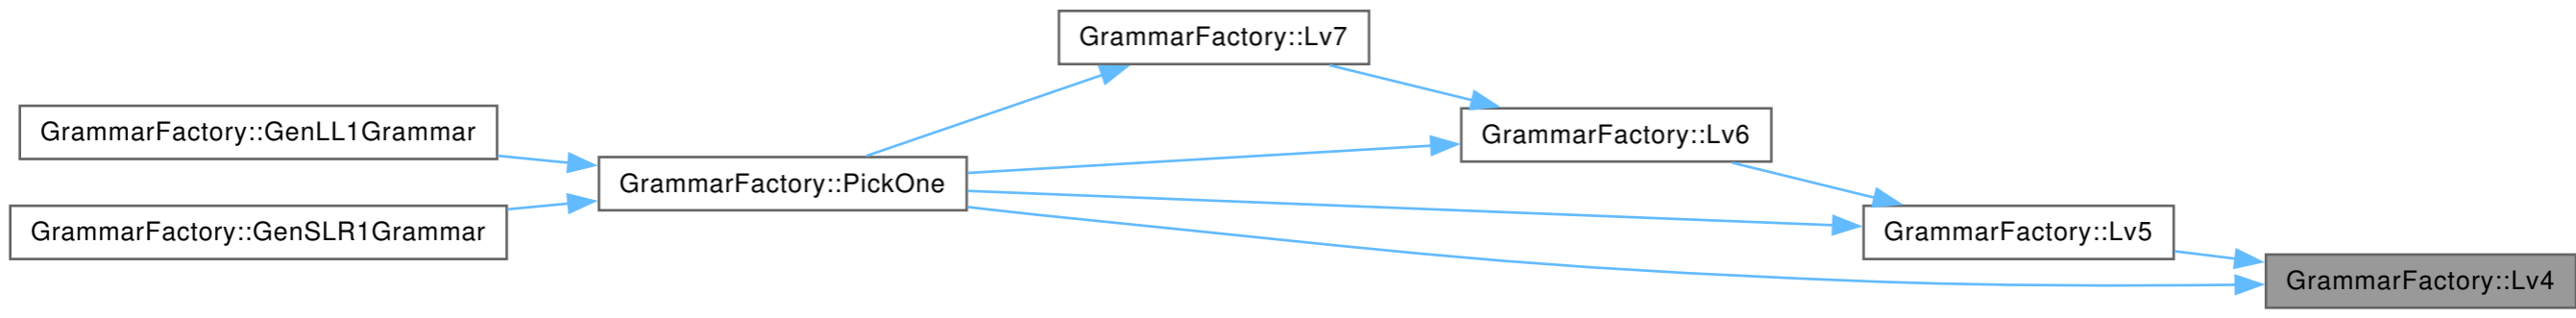 GrammarFactory::Lv7
GrammarFactory::GenLL1Grammar
GrammarFactory::Lv6
GrammarFactory::PickOne
GrammarFactory::GenSLR1Grammar
GrammarFactory::Lv5
GrammarFactory::Lv4